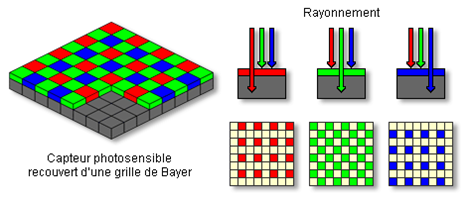 Rayonnement
Capteur photosensible
recouvert d'une grille de Bayer